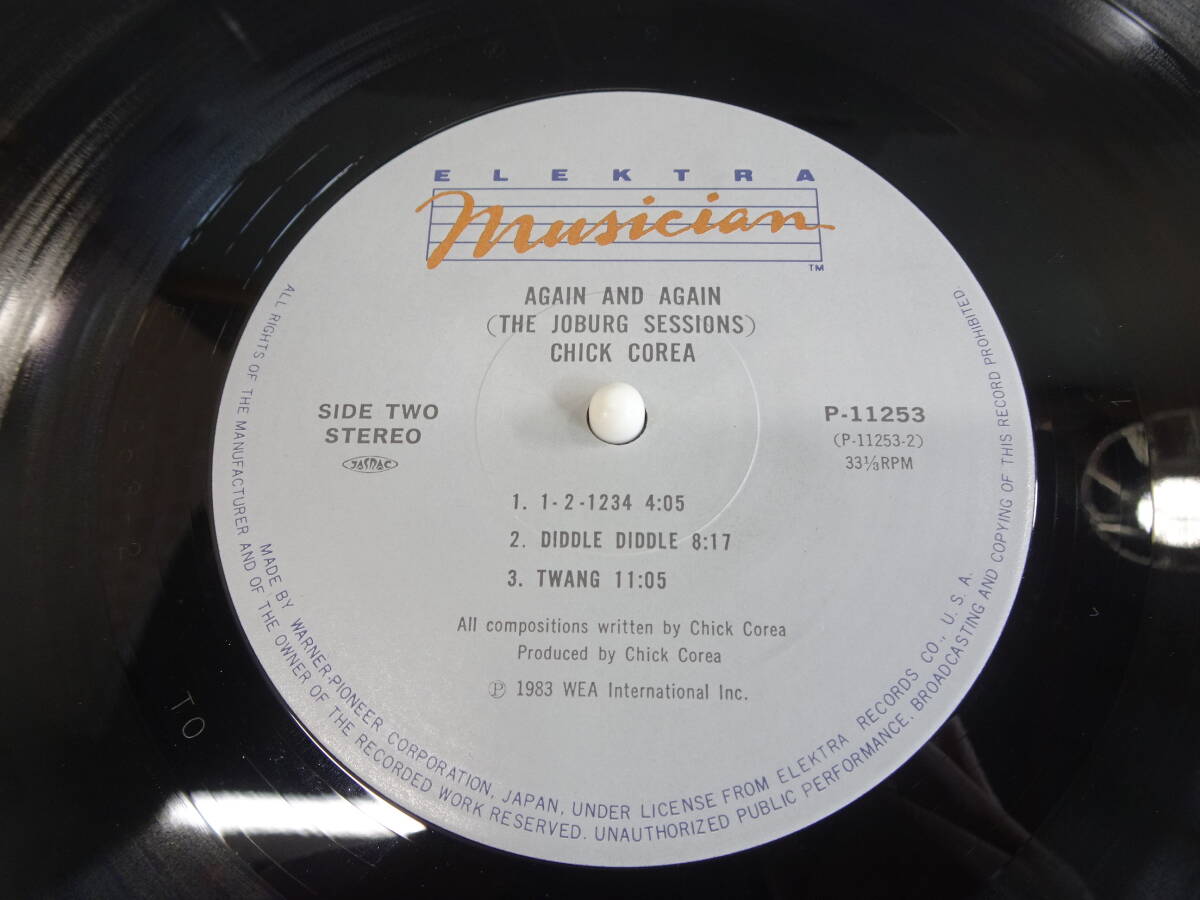 ELEKTRA
Musician
TM
AGAIN AND AGAIN
(THE JOBURG SESSIONS)
CHICK COREA
SIDE TWO
STEREO
JASRAC
P-11253
(P-11253-2)
33⅓RPM
1. 1-2-1234 4:05
2. DIDDLE DIDDLE 8:17
3. TWANG 11:05
All compositions written by Chick Corea
Produced by Chick Corea
Ⓟ 1983 WEA International Inc.
MADE BY WARNER-PIONEER CORPORATION, JAPAN, UNDER LICENSE FROM ELEKTRA RECORDS CO., U. S. A.
ALL RIGHTS OF THE MANUFACTURER AND OF THE OWNER OF THE RECORDED WORK RESERVED. UNAUTHORIZED PUBLIC PERFORMANCE, BROADCASTING AND COPYING OF THIS RECORD PROHIBITED.
TO